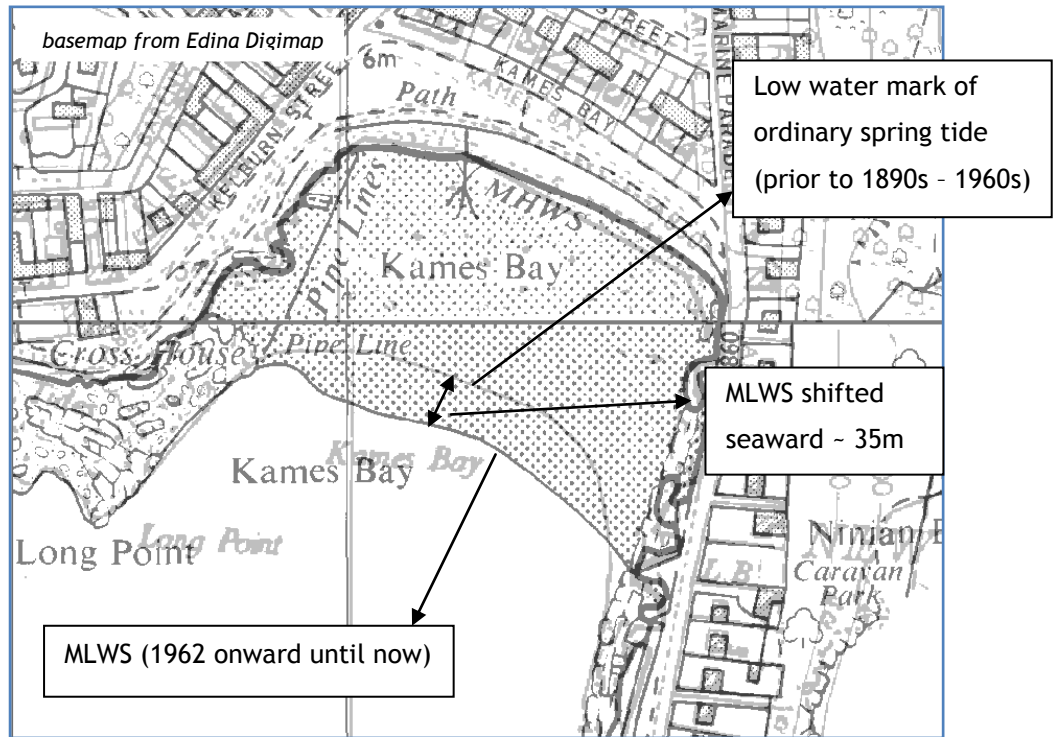 basemap from Edina Digimap
STREET
MARINE PARADE
6m
KAMES BAY
Path
KELBURN STREET
Low water mark of
ordinary spring tide
(prior to 1890s – 1960s)
MHWS
Pipe Lines
Kames Bay
Cross House
Pipe Line
860
MLWS shifted
seaward ~ 35m
Kames Bay
Kames Bay
Long Point
Long Point
Ninian
L B
Caravan
Park
MLWS (1962 onward until now)